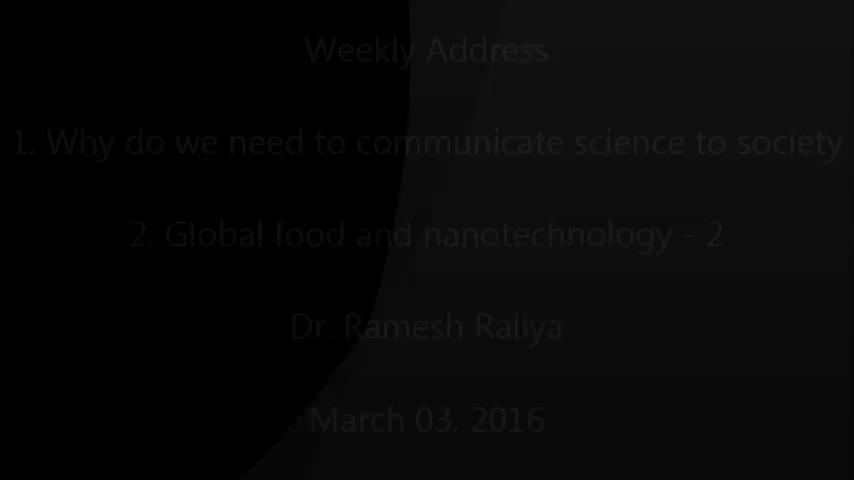 Weekly Address
1. Why do we need to communicate science to society
2. Global food and nanotechnology - 2
Dr. Ramesh Raliya
March 03, 2016